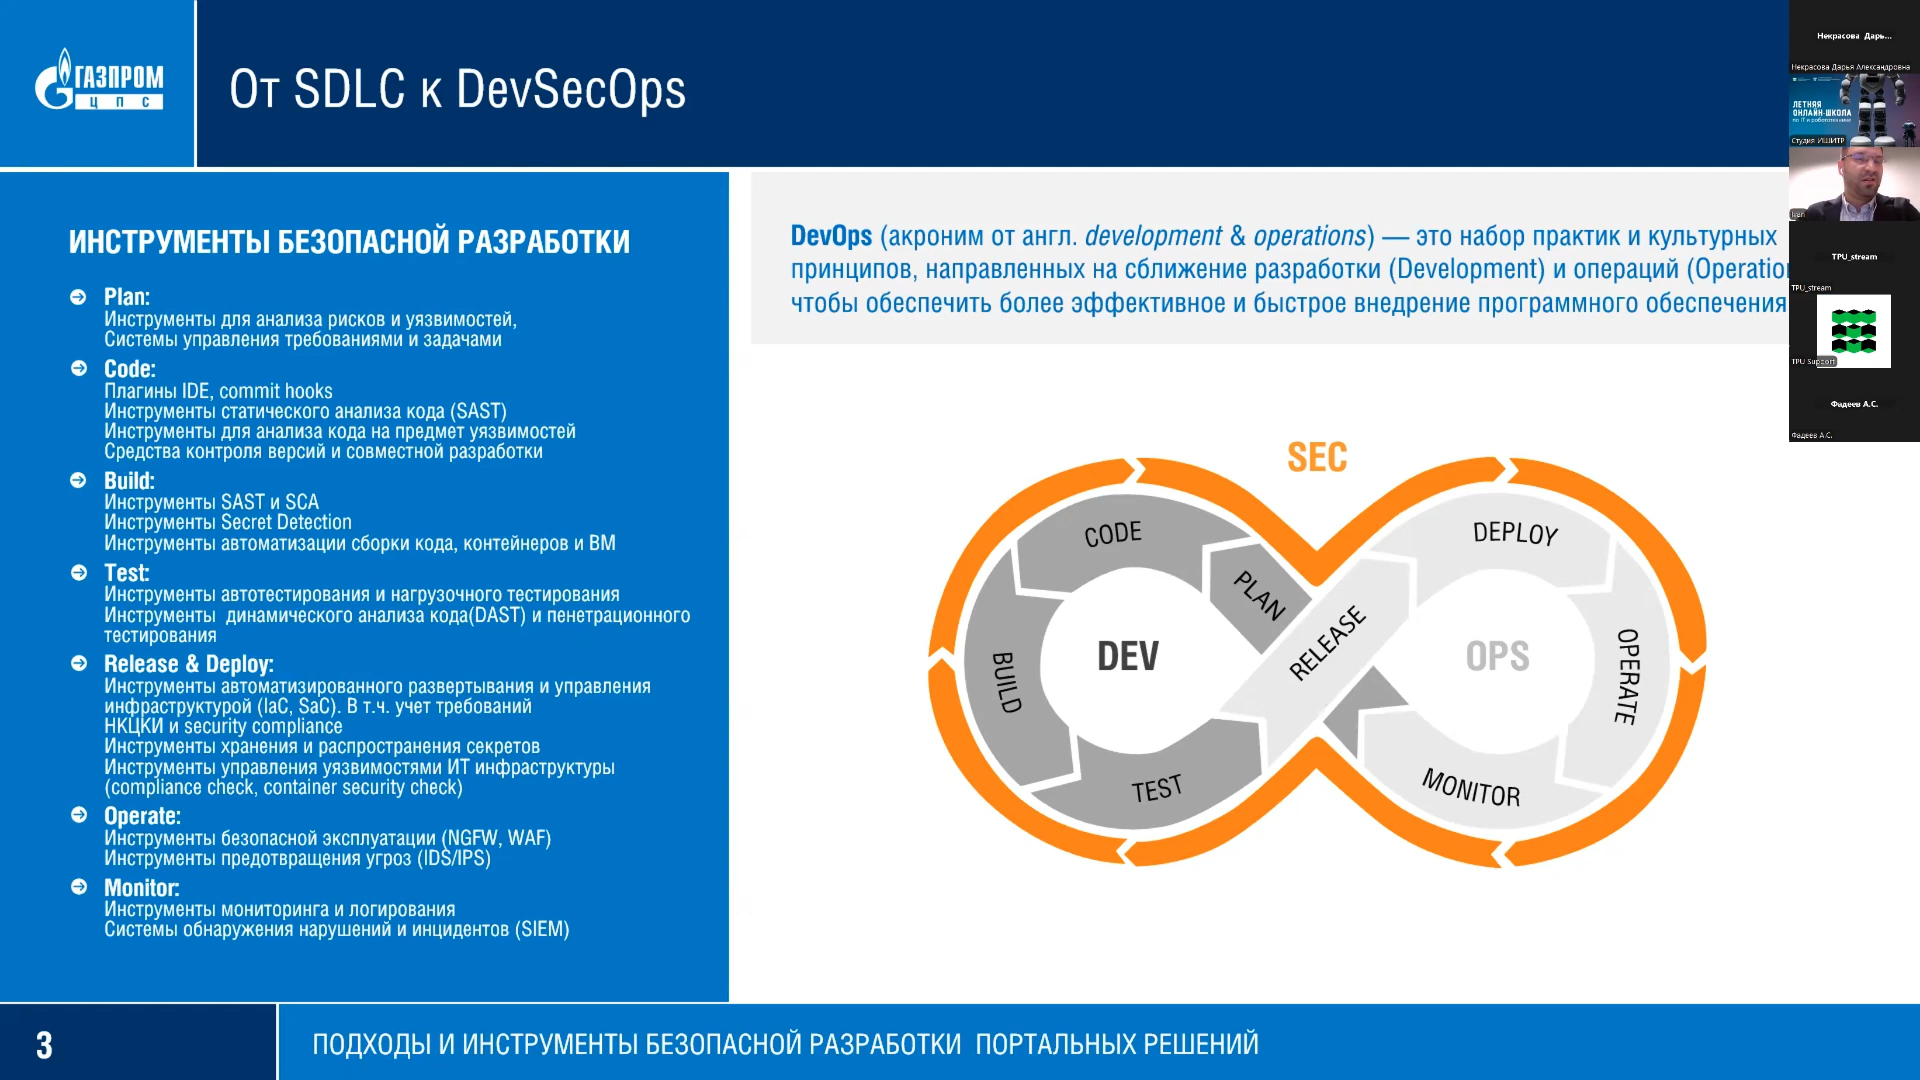 ГАЗПРОМ
ЦПС
От SDLC к DevSecOps
ИНСТРУМЕНТЫ БЕЗОПАСНОЙ РАЗРАБОТКИ
Plan:
Инструменты для анализа рисков и уязвимостей,
Системы управления требованиями и задачами
Code:
Плагины IDE, commit hooks
Инструменты статического анализа кода (SAST)
Инструменты для анализа кода на предмет уязвимостей
Средства контроля версий и совместной разработки
Build:
Инструменты SAST и SCA
Инструменты Secret Detection
Инструменты автоматизации сборки кода, контейнеров и ВМ
Test:
Инструменты автотестирования и нагрузочного тестирования
Инструменты  динамического анализа кода(DAST) и пенетрационного
тестирования
Release & Deploy:
Инструменты автоматизированного развертывания и управления
инфраструктурой (IaC, SaC). В т.ч. учет требований
НКЦКИ и security compliance
Инструменты хранения и распространения секретов
Инструменты управления уязвимостями ИТ инфраструктуры
(compliance check, container security check)
Operate:
Инструменты безопасной эксплуатации (NGFW, WAF)
Инструменты предотвращения угроз (IDS/IPS)
Monitor:
Инструменты мониторинга и логирования
Системы обнаружения нарушений и инцидентов (SIEM)
DevOps (акроним от англ. development & operations) — это набор практик и культурных
принципов, направленных на сближение разработки (Development) и операций (Operation
чтобы обеспечить более эффективное и быстрое внедрение программного обеспечения
SEC
CODE
PLAN
BUILD
DEV
TEST
RELEASE
DEPLOY
OPS
OPERATE
MONITOR
Некрасова Дарь...
Некрасова Дарья Александровна
ЛЕТНЯЯ
ОНЛАЙН-ШКОЛА
по IT и робототехнике
Студия ИШИТР
Ivan
TPU_stream
TPU_stream
TPU Support
Фадеев А.С.
Фадеев А.С.
3
ПОДХОДЫ И ИНСТРУМЕНТЫ БЕЗОПАСНОЙ РАЗРАБОТКИ  ПОРТАЛЬНЫХ РЕШЕНИЙ